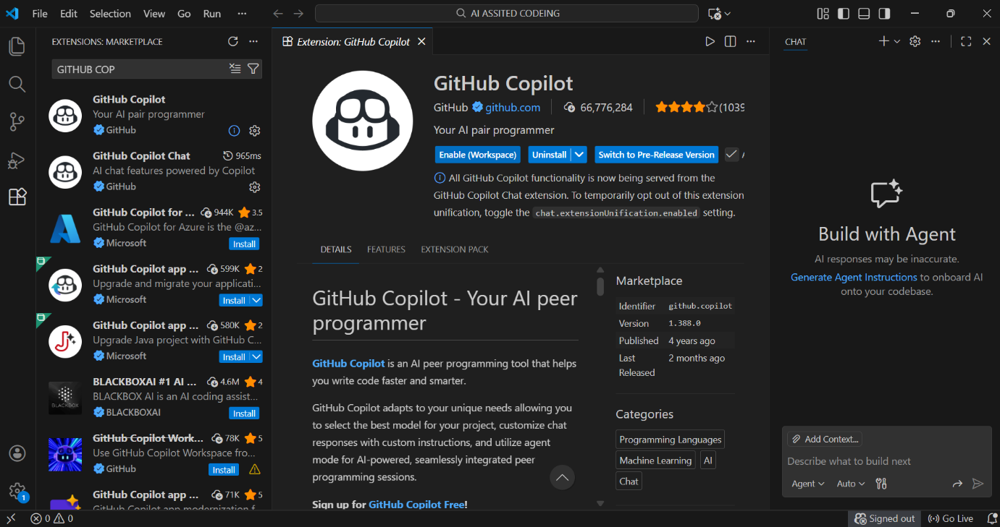 File Edit Selection View Go Run ···
AI ASSITED CODEING
EXTENSIONS: MARKETPLACE
GITHUB COP
GitHub Copilot
Your AI pair programmer
GitHub
GitHub Copilot Chat 965ms
AI chat features powered by Copilot
GitHub
GitHub Copilot for ... 944K 3.5
GitHub Copilot for Azure is the @az...
Microsoft Install
GitHub Copilot app ... 599K 2
Upgrade and migrate your applicati...
Microsoft Install
GitHub Copilot app ... 580K 2
Upgrade Java project with GitHub C...
Microsoft Install
BLACKBOXAI #1 AI ... 4.6M 4
BLACKBOX AI is an AI coding assist...
BLACKBOX
BLACKBOXAI Install
GitHub Copilot Work... 78K 5
Use GitHub Copilot Workspace fro...
GitHub Install
GitHub Copilot app ... 71K 5
GitHub Copilot app modernization f
1
Extension: GitHub Copilot
GitHub Copilot
GitHub github.com 66,776,284 (1039
Your AI pair programmer
Enable (Workspace) Uninstall Switch to Pre-Release Version
All GitHub Copilot functionality is now being served from the
GitHub Copilot Chat extension. To temporarily opt out of this extension
unification, toggle the chat.extensionUnification.enabled setting.
DETAILS FEATURES EXTENSION PACK
GitHub Copilot - Your AI peer
programmer
GitHub Copilot is an AI peer programming tool that helps
you write code faster and smarter.
GitHub Copilot adapts to your unique needs allowing you
to select the best model for your project, customize chat
responses with custom instructions, and utilize agent
mode for AI-powered, seamlessly integrated peer
programming sessions.
Sign up for GitHub Copilot Free!
Marketplace
Identifier github.copilot
Version 1.388.0
Published 4 years ago
Last 2 months ago
Released
Categories
Programming Languages
Machine Learning AI
Chat
CHAT
Build with Agent
AI responses may be inaccurate.
Generate Agent Instructions to onboard AI
onto your codebase.
Add Context...
Describe what to build next
Agent Auto
0 0
Signed out Go Live